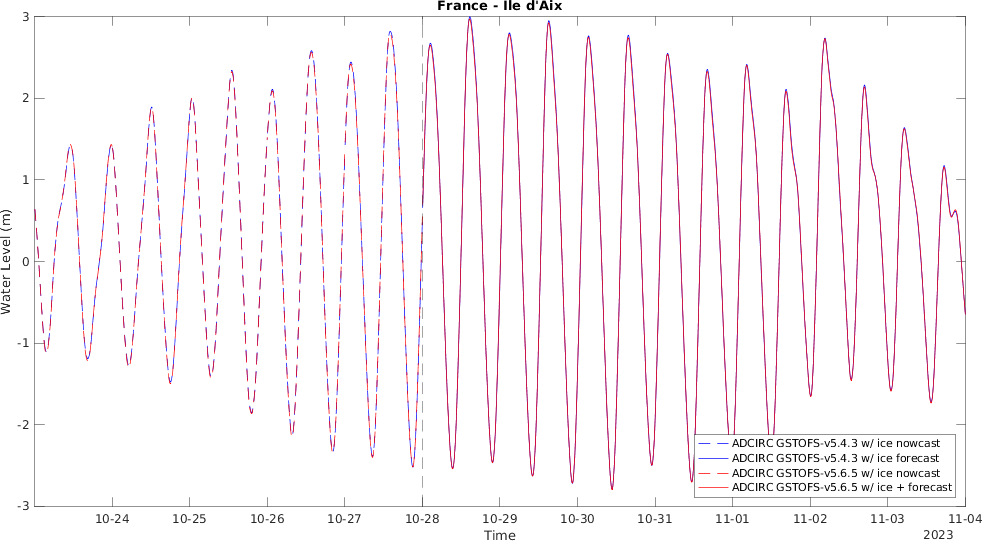 France - Ile d'Aix
Water Level (m)
3
2
1
0
-1
-2
-3
ADCIRC GSTOFS-v5.4.3 w/ ice nowcast
ADCIRC GSTOFS-v5.4.3 w/ ice forecast
ADCIRC GSTOFS-v5.6.5 w/ ice nowcast
ADCIRC GSTOFS-v5.6.5 w/ ice + forecast
10-24 10-25 10-26 10-27 10-28 10-29 10-30 10-31 11-01 11-02 11-03 11-04
Time
2023